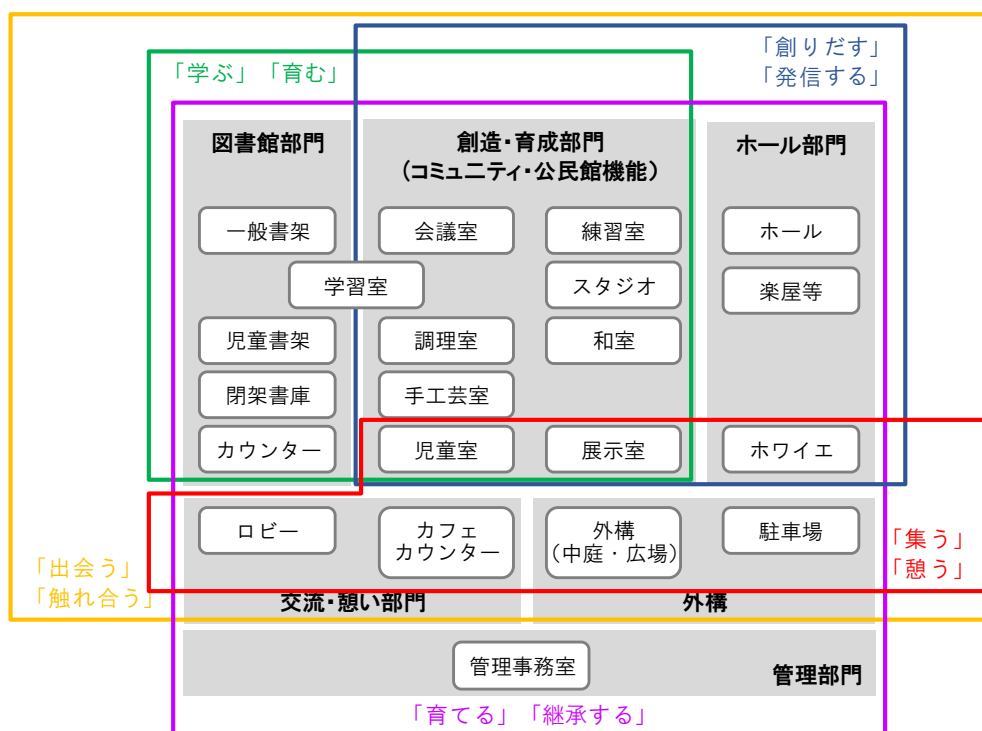 「創りだす」
「発信する」
「学ぶ」「育む」
図書館部門
創造・育成部門
(コミュニティ・公民館機能)
ホール部門
一般書架
会議室
練習室
ホール
学習室
スタジオ
楽屋等
児童書架
調理室
和室
閉架書庫
手工芸室
カウンター
児童室
展示室
ホワイエ
ロビー
カフェ
カウンター
外構
(中庭・広場)
駐車場
「集う」
「憩う」
「出会う」
「触れ合う」
交流・憩い部門
外構
管理事務室
管理部門
「育てる」「継承する」